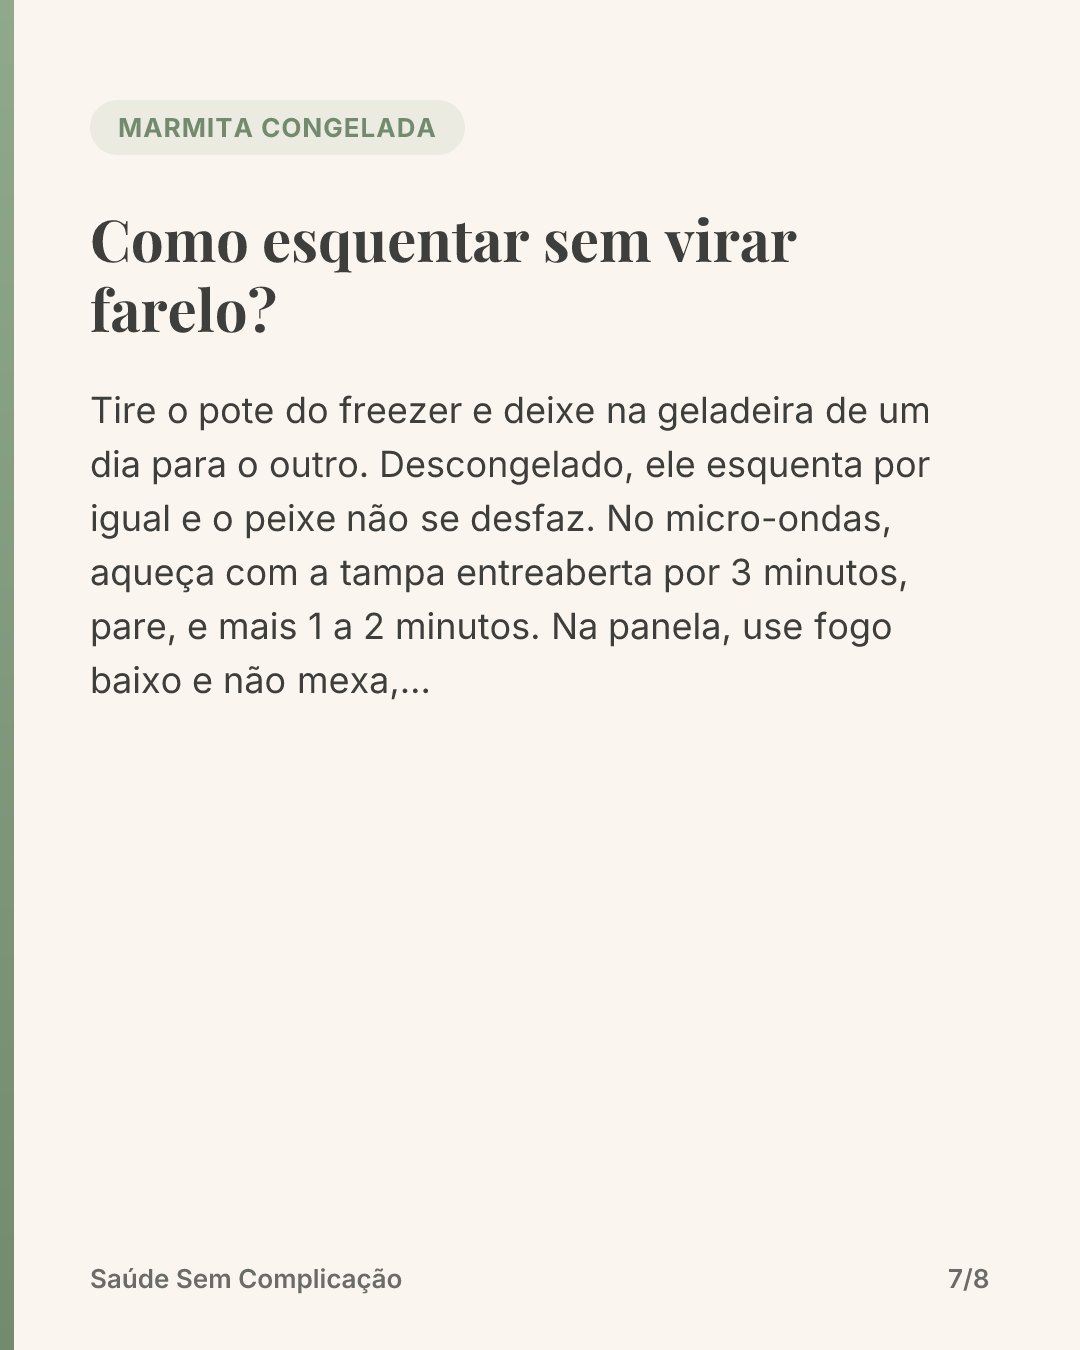 MARMITA CONGELADA
Como esquentar sem virar
farelo?
Tire o pote do freezer e deixe na geladeira de um
dia para o outro. Descongelado, ele esquenta por
igual e o peixe não se desfaz. No micro-ondas,
aqueça com a tampa entreaberta por 3 minutos,
pare, e mais 1 a 2 minutos. Na panela, use fogo
baixo e não mexa,...
Saúde Sem Complicação
7/8